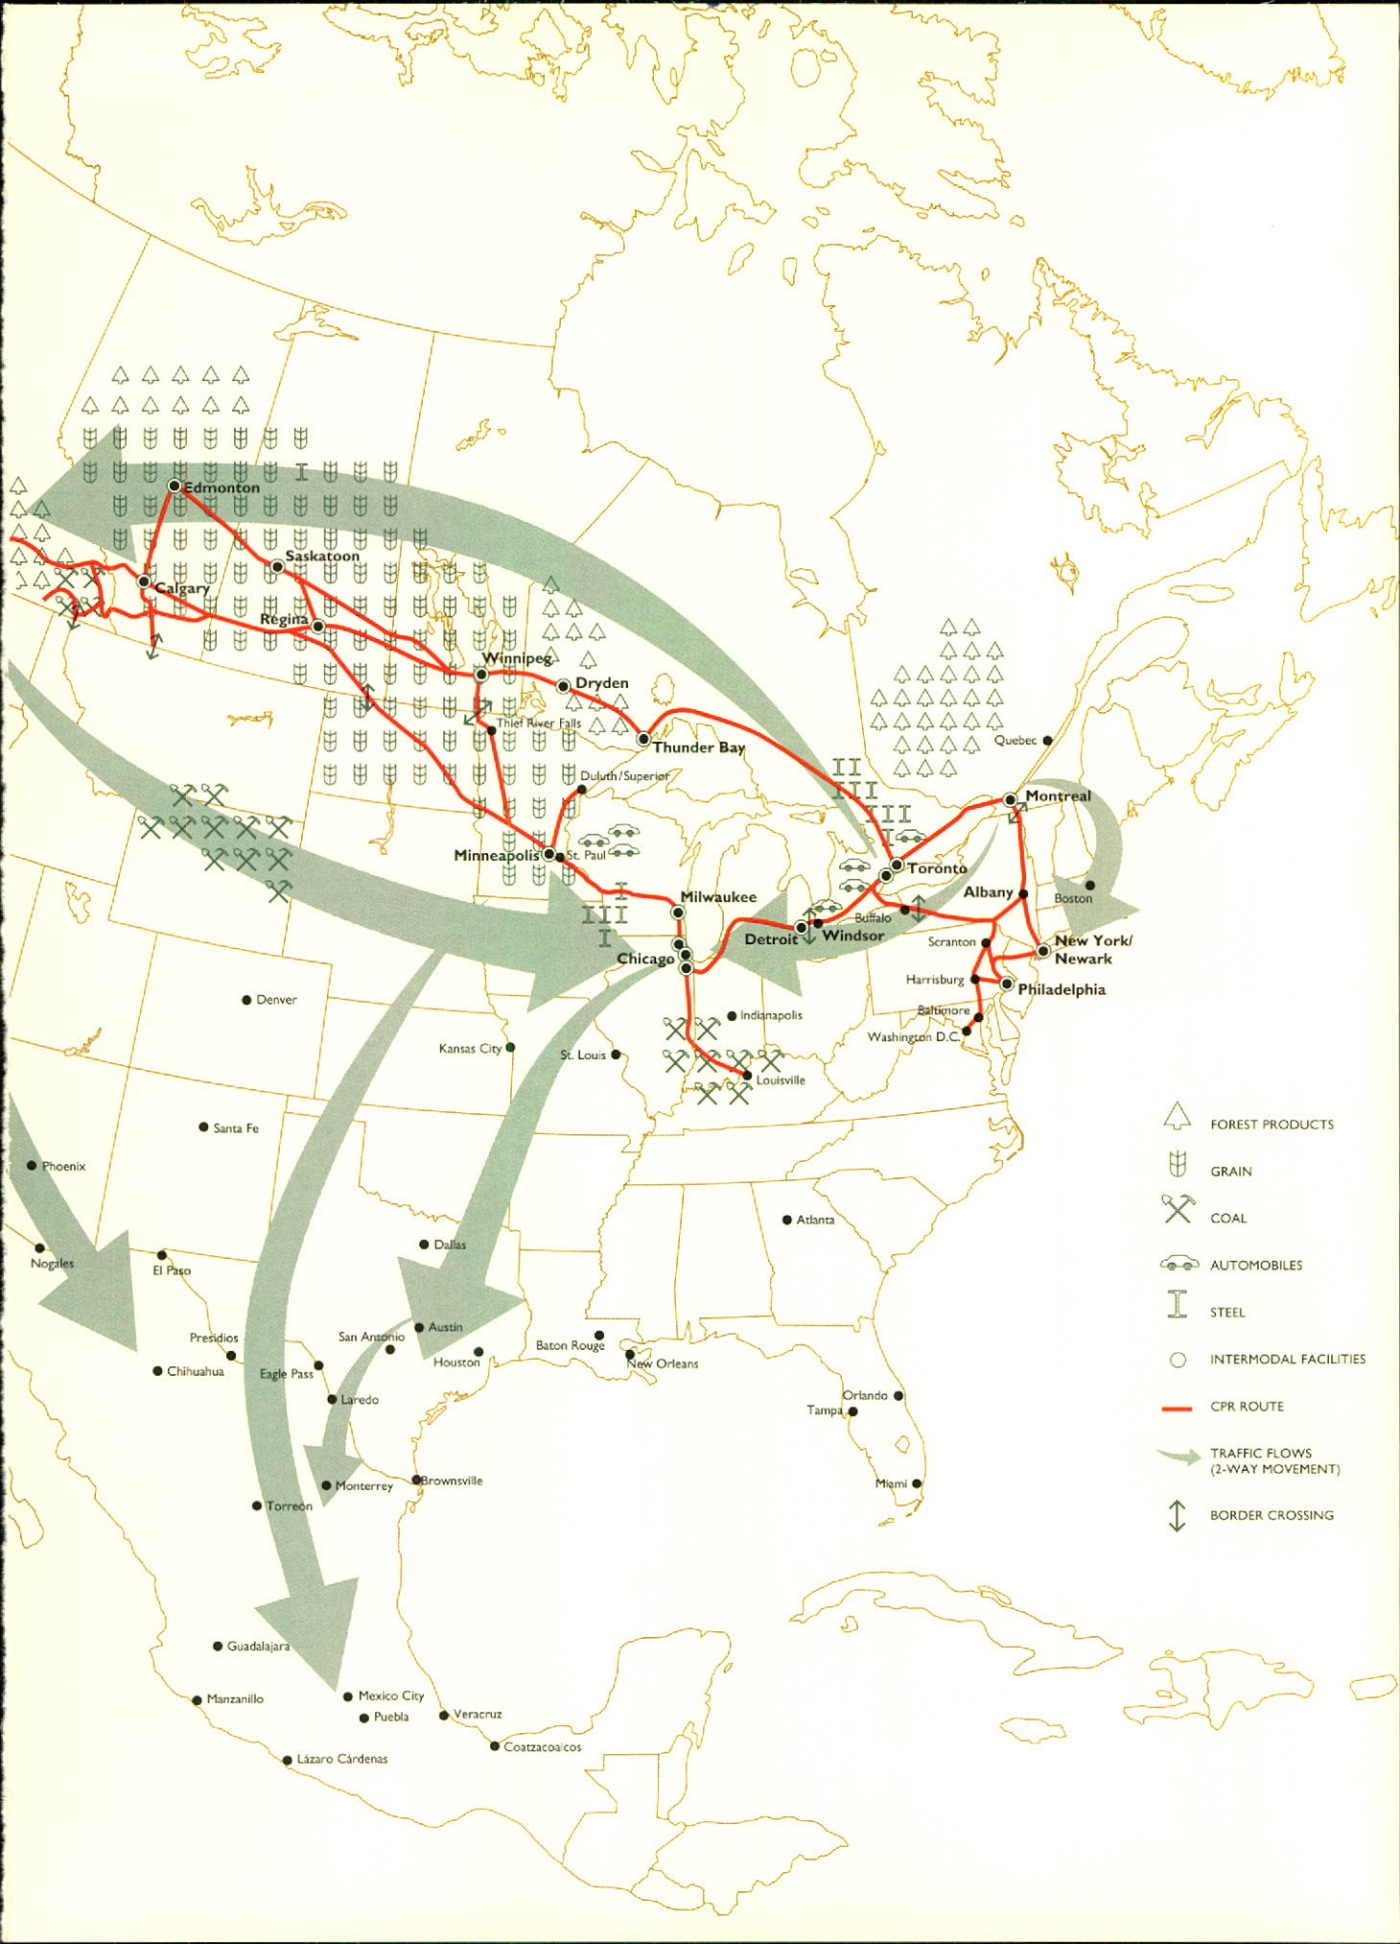 Edmonton
Saskatoon
Calgary
Regina
Winnipeg
Dryden
Thief River Falls
Thunder Bay
Quebec
Duluth/Superior
Montreal
Minneapolis
St. Paul
Toronto
Milwaukee
Albany
Boston
Buffalo
Detroit
Windsor
Scranton
New York/
Newark
Chicago
Harrisburg
Philadelphia
Denver
Baltimore
Indianapolis
Washington D.C.
Kansas City
St. Louis
Louisville
Santa Fe
Phoenix
Atlanta
Dallas
Nogales
El Paso
Austin
San Antonio
Presidios
Baton Rouge
Houston
New Orleans
Chihuahua
Eagle Pass
Laredo
Orlando
Tampa
Brownsville
Monterrey
Miami
Torreón
Guadalajara
Manzanillo
Mexico City
Puebla
Veracruz
Coatzacoalcos
Lázaro Cárdenas
FOREST PRODUCTS
GRAIN
COAL
AUTOMOBILES
STEEL
INTERMODAL FACILITIES
CPR ROUTE
TRAFFIC FLOWS
(2-WAY MOVEMENT)
BORDER CROSSING